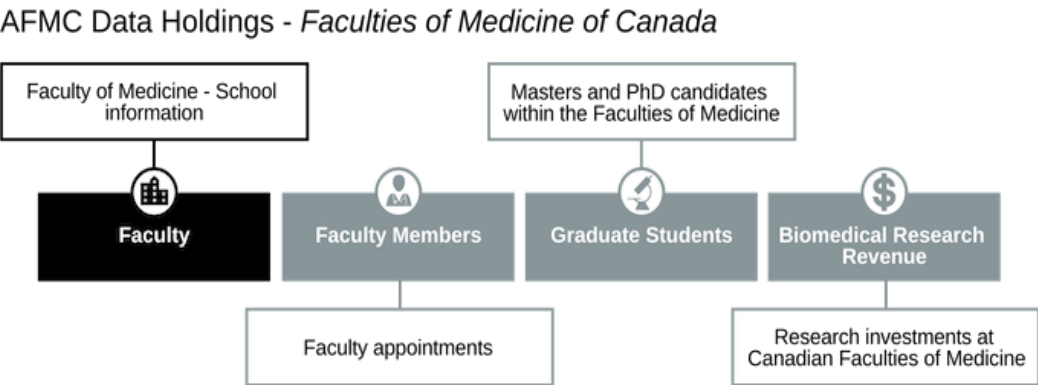 AFMC Data Holdings - Faculties of Medicine of Canada
Faculty of Medicine - School
information
Masters and PhD candidates
within the Faculties of Medicine
Faculty
Faculty Members
Graduate Students
Biomedical Research
Revenue
Faculty appointments
Research investments at
Canadian Faculties of Medicine